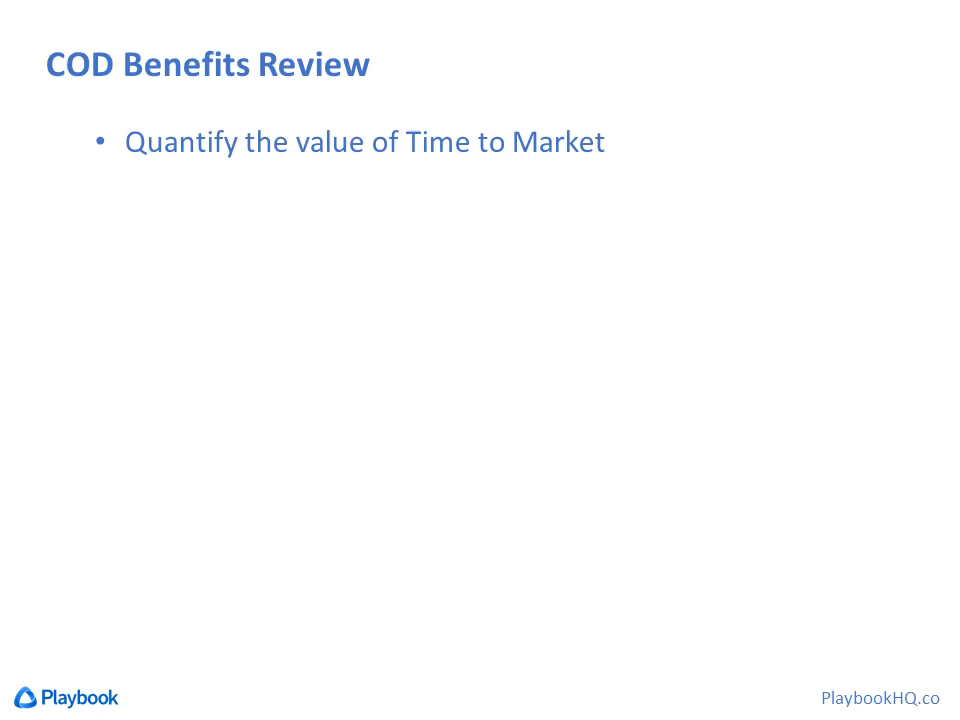 COD Benefits Review
• Quantify the value of Time to Market
Playbook
PlaybookHQ.co